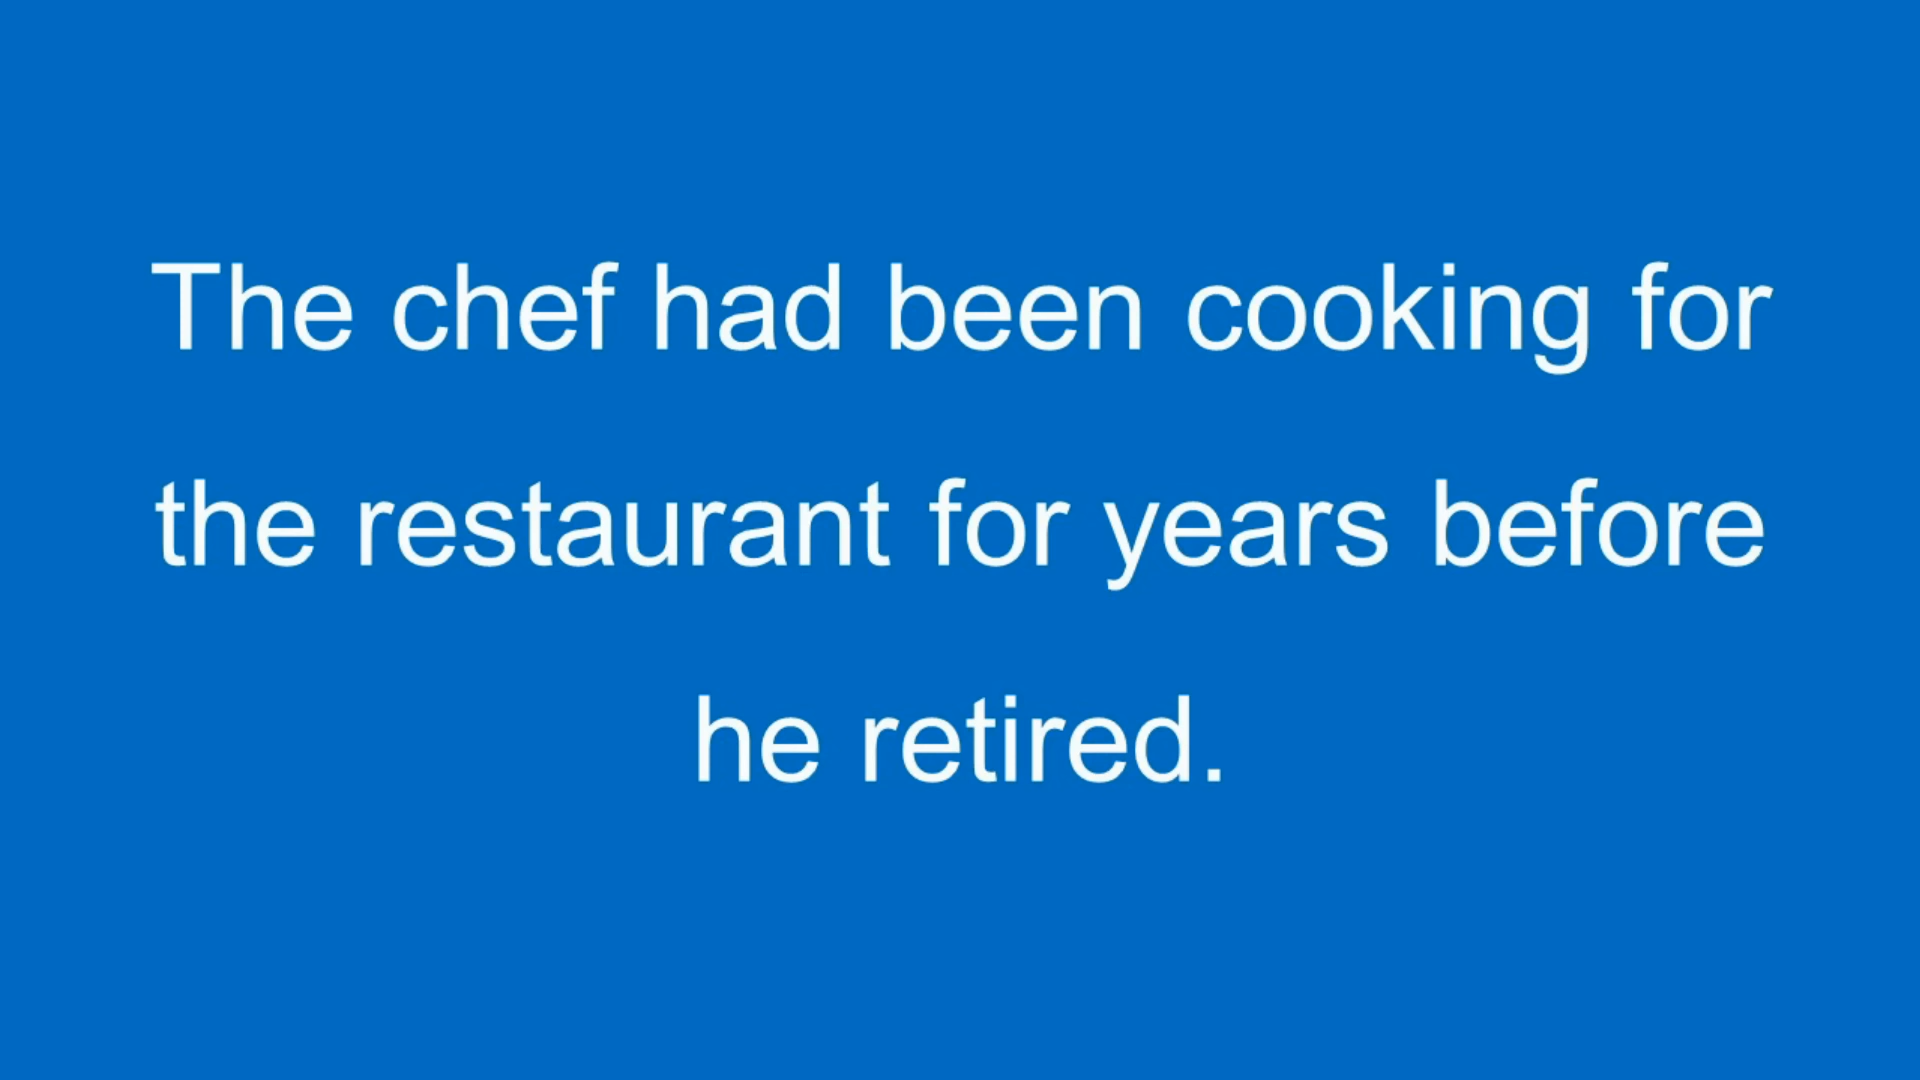 The chef had been cooking for
the restaurant for years before
he retired.